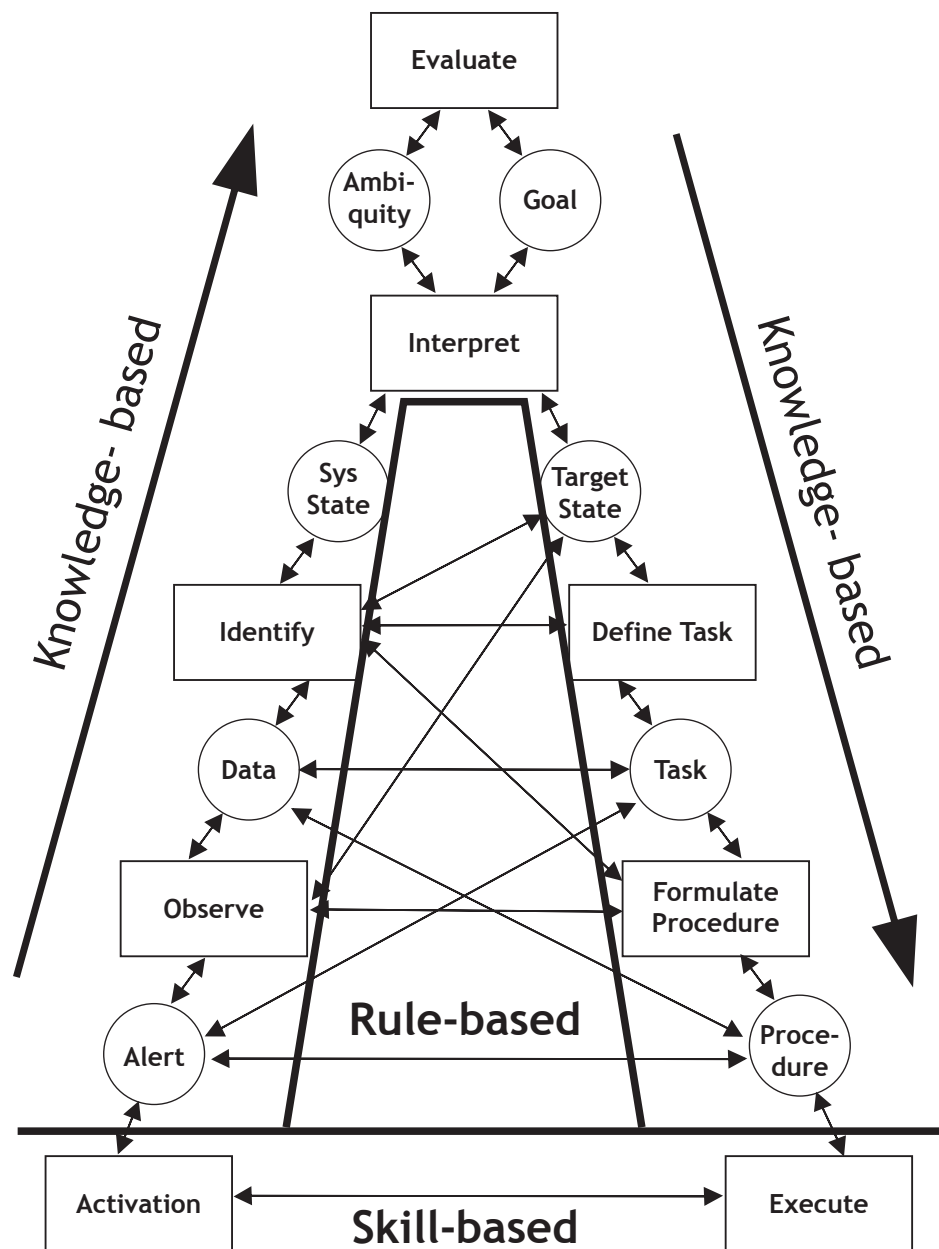 Evaluate
Ambi-
quity
Goal
Interpret
Knowledge- based
Knowledge- based
Sys
State
Target
State
Identify
Define Task
Data
Task
Observe
Formulate
Procedure
Rule-based
Alert
Proce-
dure
Activation
Execute
Skill-based